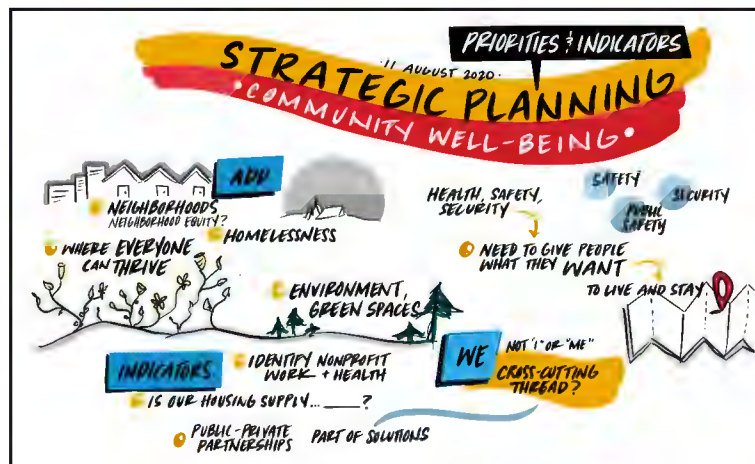 PRIORITIES & INDICATORS
·11 AUGUST 2020·
STRATEGIC PLANNING
•COMMUNITY WELL-BEING•
ADD
NEIGHBORHOODS
NEIGHBORHOOD EQUITY?
HOMELESSNESS
WHERE EVERYONE
CAN THRIVE
ENVIRONMENT,
GREEN SPACES
HEALTH, SAFETY,
SECURITY
SAFETY
SECURITY
PUBLIC
SAFETY
NEED TO GIVE PEOPLE
WHAT THEY WANT
TO LIVE AND STAY
INDICATORS
IDENTIFY NONPROFIT
WORK + HEALTH
IS OUR HOUSING SUPPLY...____?
PUBLIC-PRIVATE
PARTNERSHIPS
PART OF SOLUTIONS
WE
NOT "I" OR "ME"
CROSS-CUTTING
THREAD?